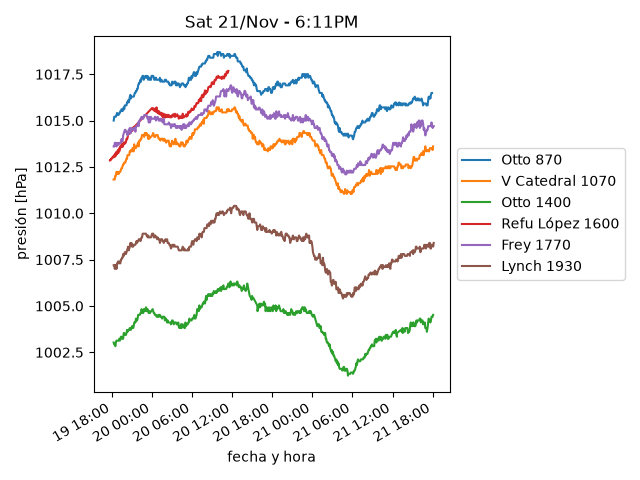 Sat 21/Nov - 6:11PM
presión [hPa]
1017.5
1015.0
1012.5
1010.0
1007.5
1005.0
1002.5
19 18:00
20 00:00
20 06:00
20 12:00
20 18:00
21 00:00
21 06:00
21 12:00
21 18:00
fecha y hora
Otto 870
V Catedral 1070
Otto 1400
Refu López 1600
Frey 1770
Lynch 1930